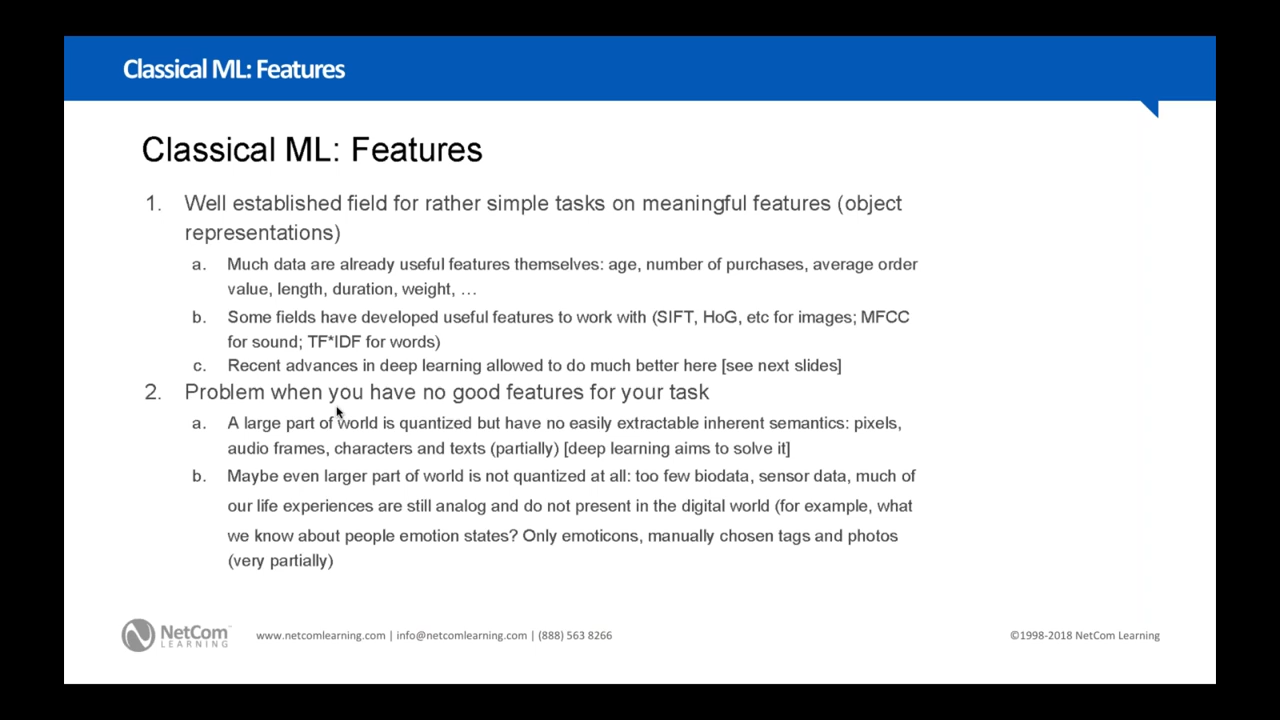 Classical ML: Features
Classical ML: Features
1. Well established field for rather simple tasks on meaningful features (object
representations)
a. Much data are already useful features themselves: age, number of purchases, average order
value, length, duration, weight, …
b. Some fields have developed useful features to work with (SIFT, HoG, etc for images; MFCC
for sound; TF*IDF for words)
c. Recent advances in deep learning allowed to do much better here [see next slides]
2. Problem when you have no good features for your task
a. A large part of world is quantized but have no easily extractable inherent semantics: pixels,
audio frames, characters and texts (partially) [deep learning aims to solve it]
b. Maybe even larger part of world is not quantized at all: too few biodata, sensor data, much of
our life experiences are still analog and do not present in the digital world (for example, what
we know about people emotion states? Only emoticons, manually chosen tags and photos
(very partially)
NetCom™
LEARNING
www.netcomlearning.com | info@netcomlearning.com | (888) 563 8266
©1998-2018 NetCom Learning